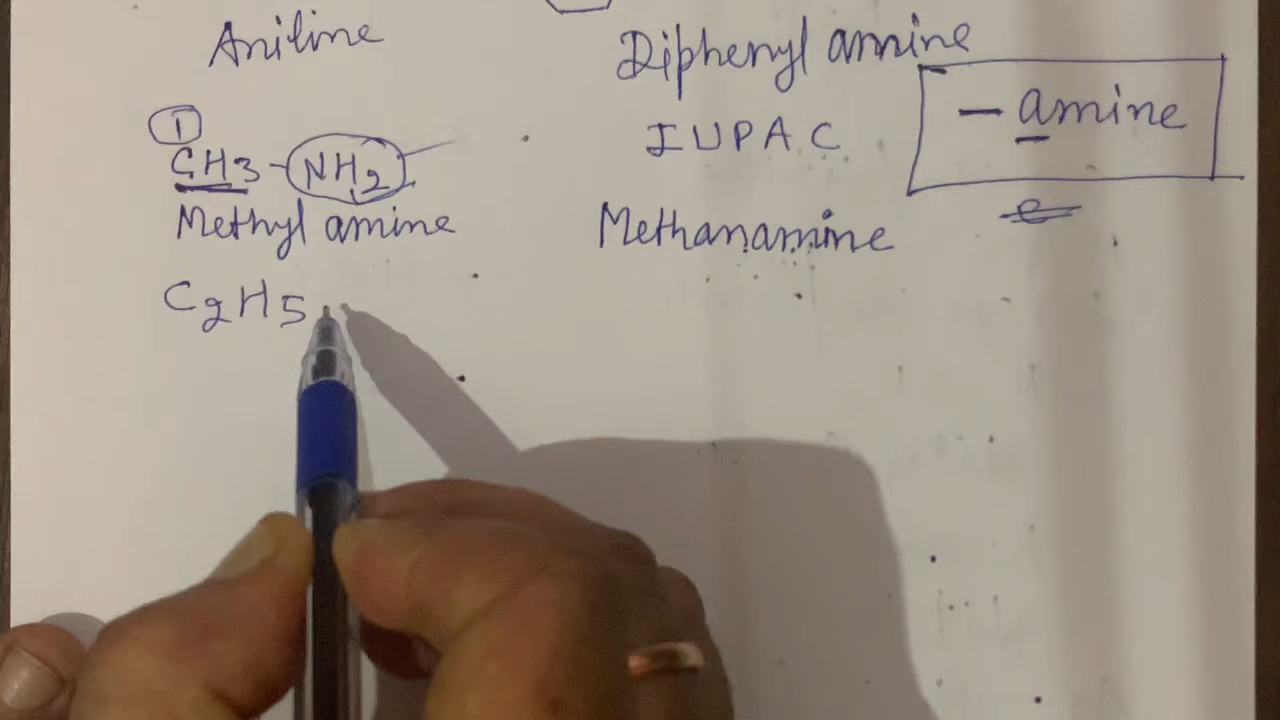 Aniline
Diphenyl amine
- amine
IUPAC
e
1
CH3 - NH2
Methyl amine
Methanamine
C2H5